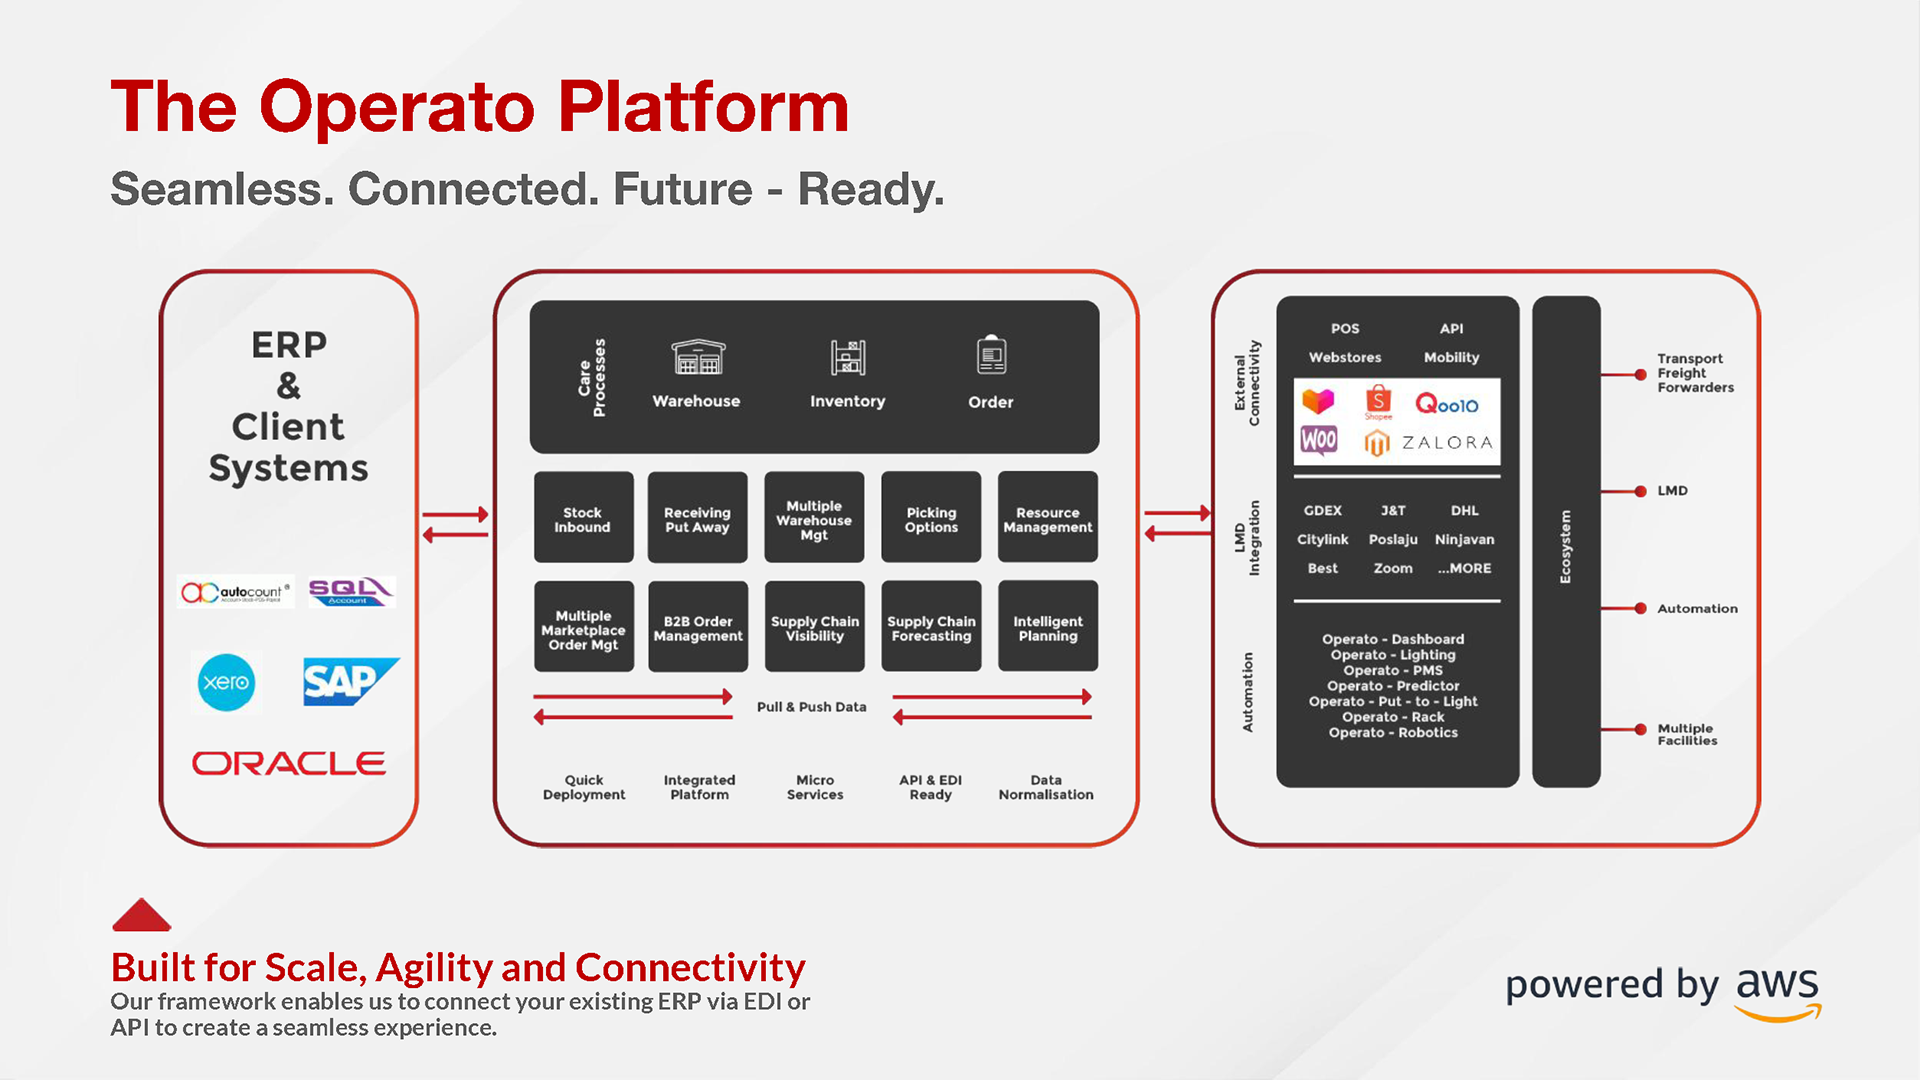 The Operato Platform
Seamless. Connected. Future - Ready.
ERP
&
Client
Systems
autocount ®
SQL
Account
xero
SAP
ORACLE
Care
Processes
Warehouse
Inventory
Order
Stock
Inbound
Receiving
Put Away
Multiple
Warehouse
Mgt
Picking
Options
Resource
Management
Multiple
Marketplace
Order Mgt
B2B Order
Management
Supply Chain
Visibility
Supply Chain
Forecasting
Intelligent
Planning
Pull & Push Data
Quick
Deployment
Integrated
Platform
Micro
Services
API & EDI
Ready
Data
Normalisation
External
Connectivity
POS
API
Webstores
Mobility
Shopee
Qoo10
WOO
ZALORA
LMD
Integration
GDEX
J&T
DHL
Citylink
Poslaju
Ninjavan
Best
Zoom
...MORE
Automation
Operato - Dashboard
Operato - Lighting
Operato - PMS
Operato - Predictor
Operato - Put - to - Light
Operato - Rack
Operato - Robotics
Ecosystem
Transport
Freight
Forwarders
LMD
Automation
Multiple
Facilities
Built for Scale, Agility and Connectivity
Our framework enables us to connect your existing ERP via EDI or
API to create a seamless experience.
powered by aws